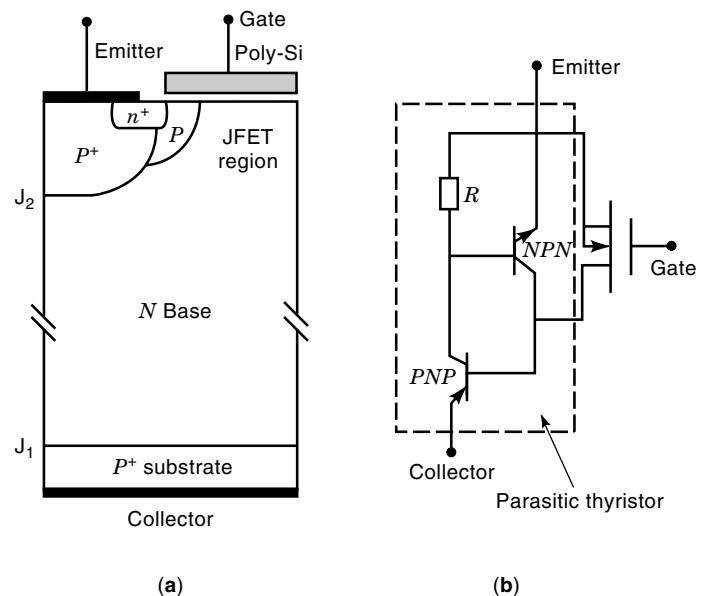 Gate
Emitter
Poly-Si
n⁺
P
P⁺
JFET
region
J₂
N Base
J₁
P⁺ substrate
Collector
(a)
Emitter
R
NPN
Gate
PNP
Collector
Parasitic thyristor
(b)